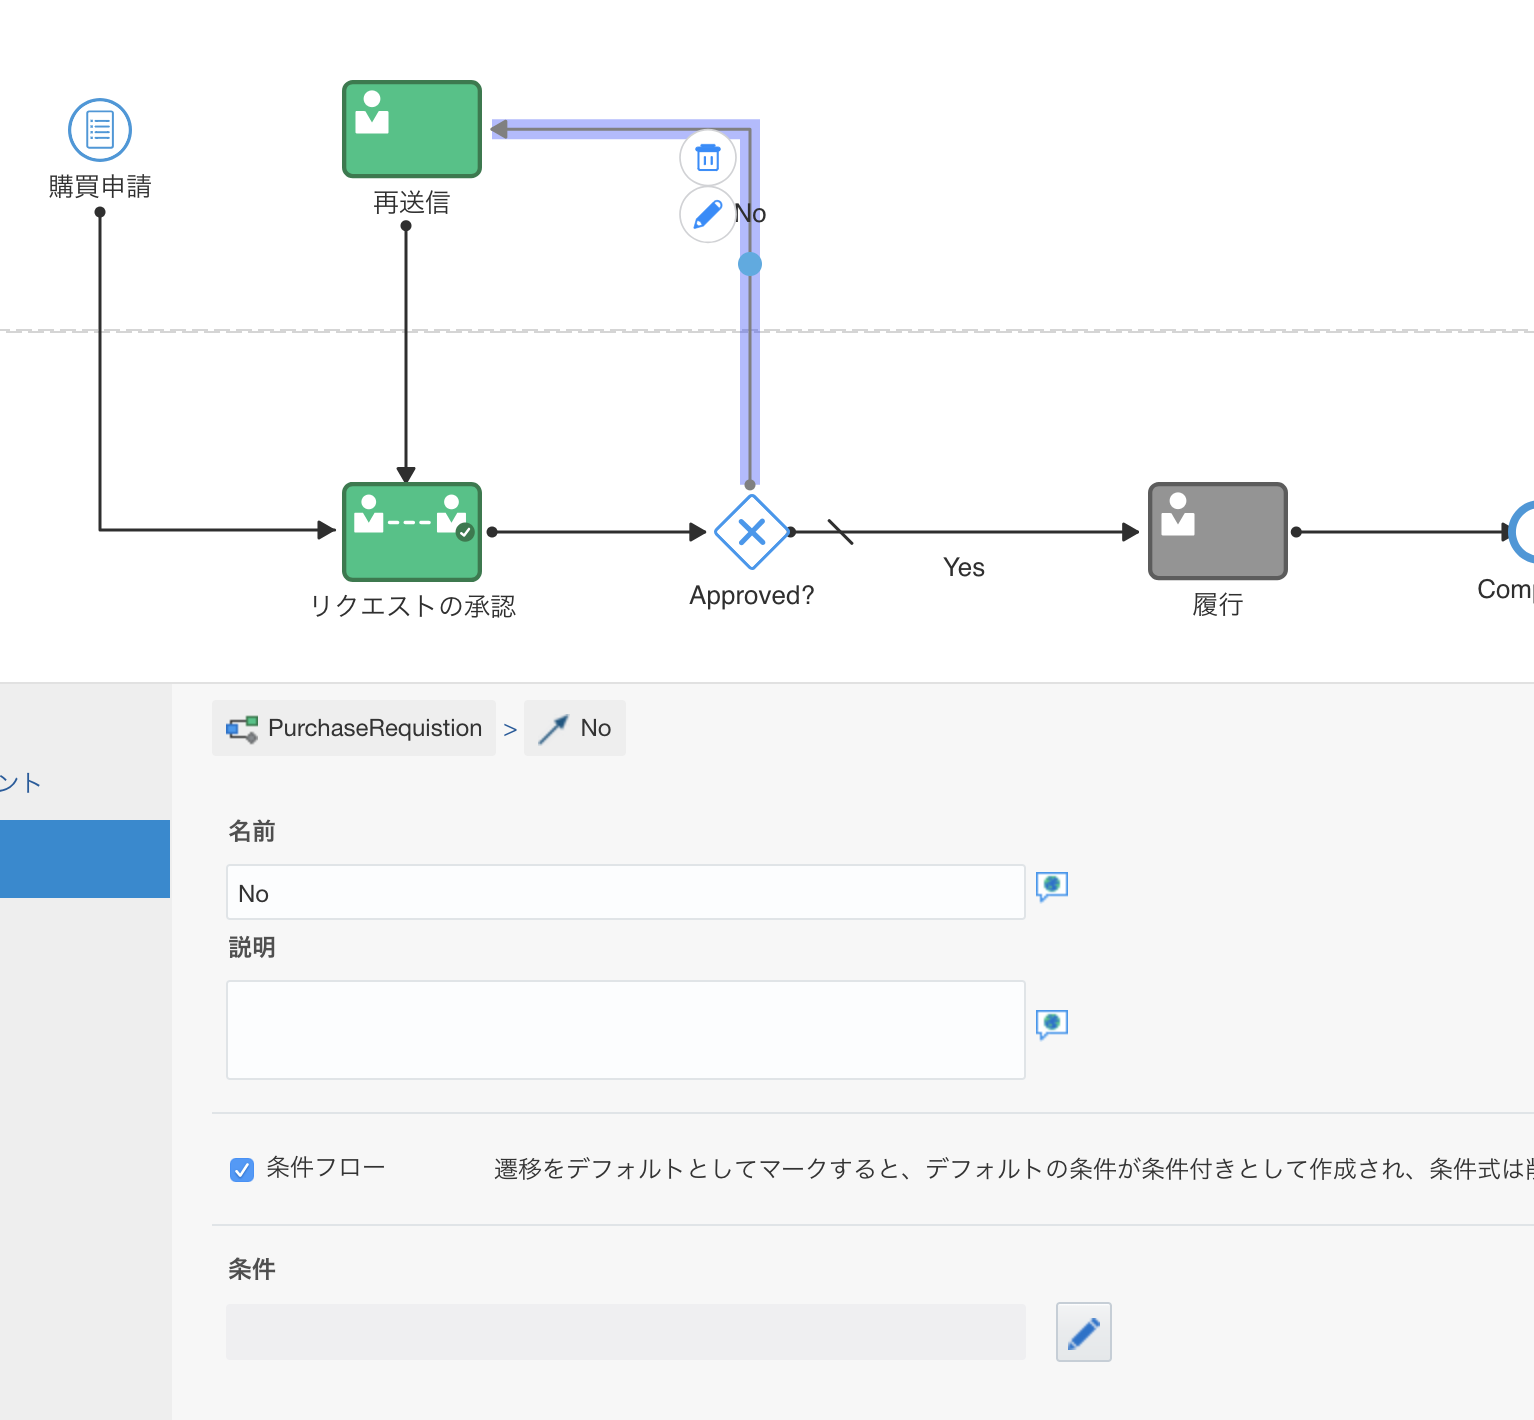 購買申請
再送信
No
リクエストの承認
Approved?
Yes
履行
Com
PurchaseRequistion > No
ント
名前
No
説明
条件フロー
遷移をデフォルトとしてマークすると、デフォルトの条件が条件付きとして作成され、条件式は
条件